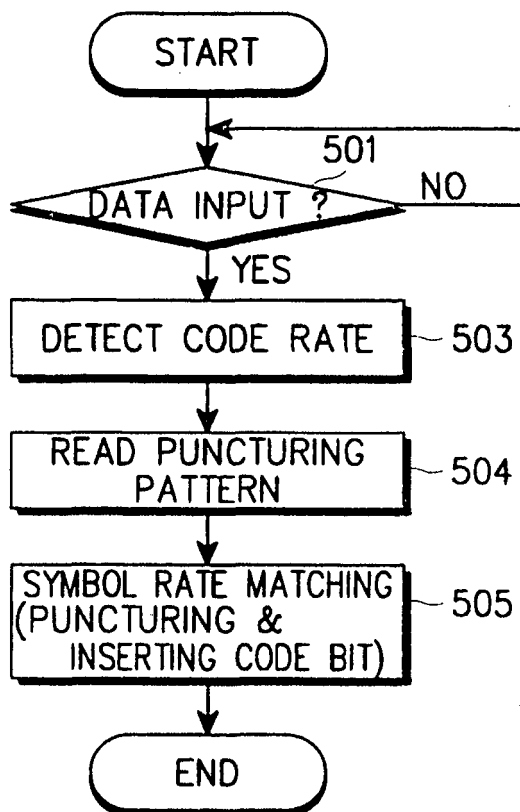 START
501
DATA INPUT ?
NO
YES
DETECT CODE RATE
503
READ PUNCTURING
PATTERN
504
SYMBOL RATE MATCHING
(PUNCTURING &
INSERTING CODE BIT)
505
END